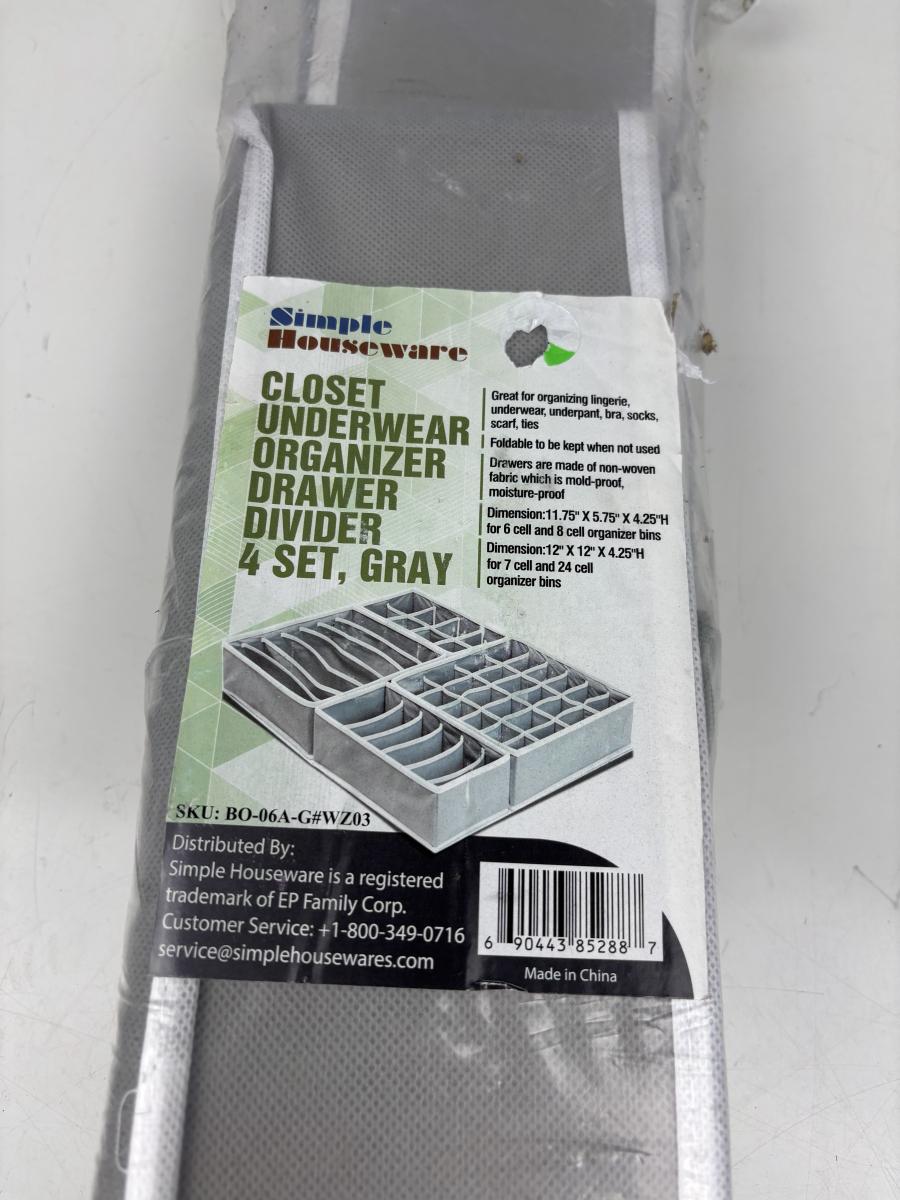 Simple
Houseware
CLOSET
UNDERWEAR
ORGANIZER
DRAWER
DIVIDER
4 SET, GRAY
Great for organizing lingerie,
underwear, underpant, bra, socks,
scarf, ties
Foldable to be kept when not used
Drawers are made of non-woven
fabric which is mold-proof,
moisture-proof
Dimension:11.75" X 5.75" X 4.25"H
for 6 cell and 8 cell organizer bins
Dimension:12" X 12" X 4.25"H
for 7 cell and 24 cell
organizer bins
SKU: BO-06A-G#WZ03
Distributed By:
Simple Houseware is a registered
trademark of EP Family Corp.
Customer Service: +1-800-349-0716
service@simplehousewares.com
6 90443 85288 7
Made in China